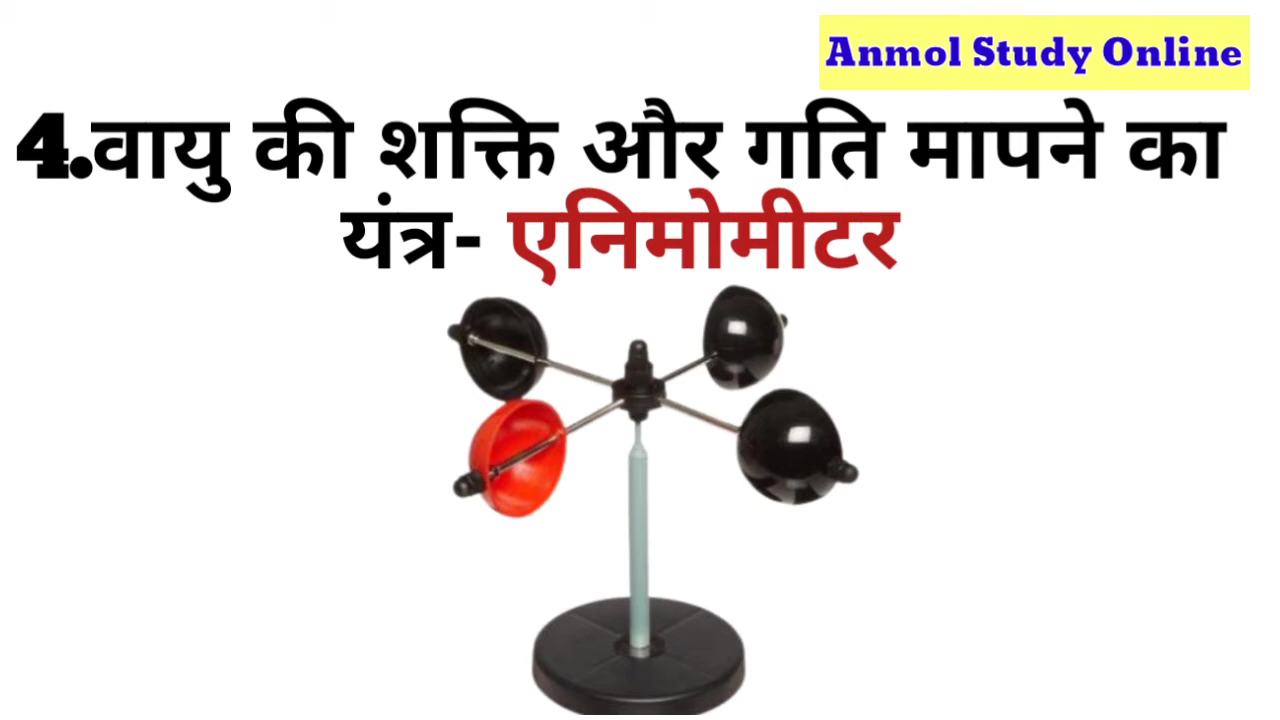 Anmol Study Online
4.वायु की शक्ति और गति मापने का
यंत्र- एनिमोमीटर